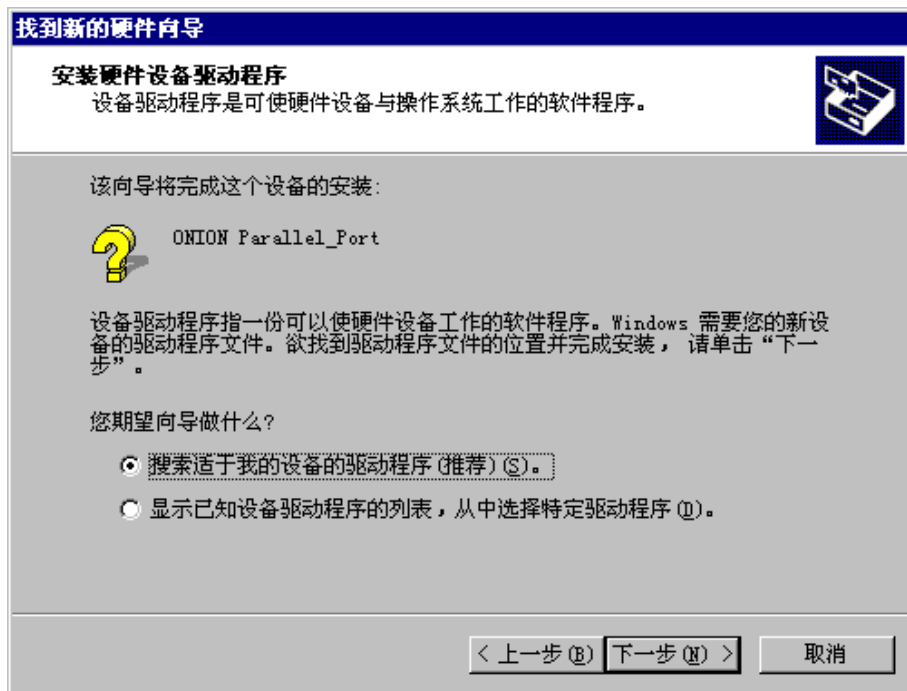 找到新的硬件向导
安装硬件设备驱动程序
设备驱动程序是可使硬件设备与操作系统工作的软件程序。
该向导将完成这个设备的安装:
ONION Parallel_Port
设备驱动程序指一份可以使硬件设备工作的软件程序。Windows 需要您的新设
备的驱动程序文件。欲找到驱动程序文件的位置并完成安装， 请单击“下一
步”。
您期望向导做什么?
搜索适于我的设备的驱动程序(推荐)(S)。
显示已知设备驱动程序的列表，从中选择特定驱动程序(D)。
< 上一步(B) 下一步(N) > 取消